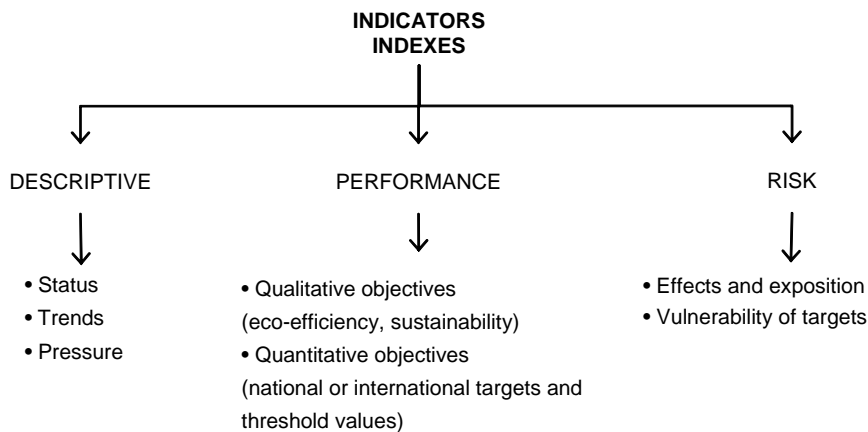 INDICATORS
INDEXES
DESCRIPTIVE
PERFORMANCE
RISK
• Status
• Trends
• Pressure
• Qualitative objectives
(eco-efficiency, sustainability)
• Quantitative objectives
(national or international targets and
threshold values)
• Effects and exposition
• Vulnerability of targets